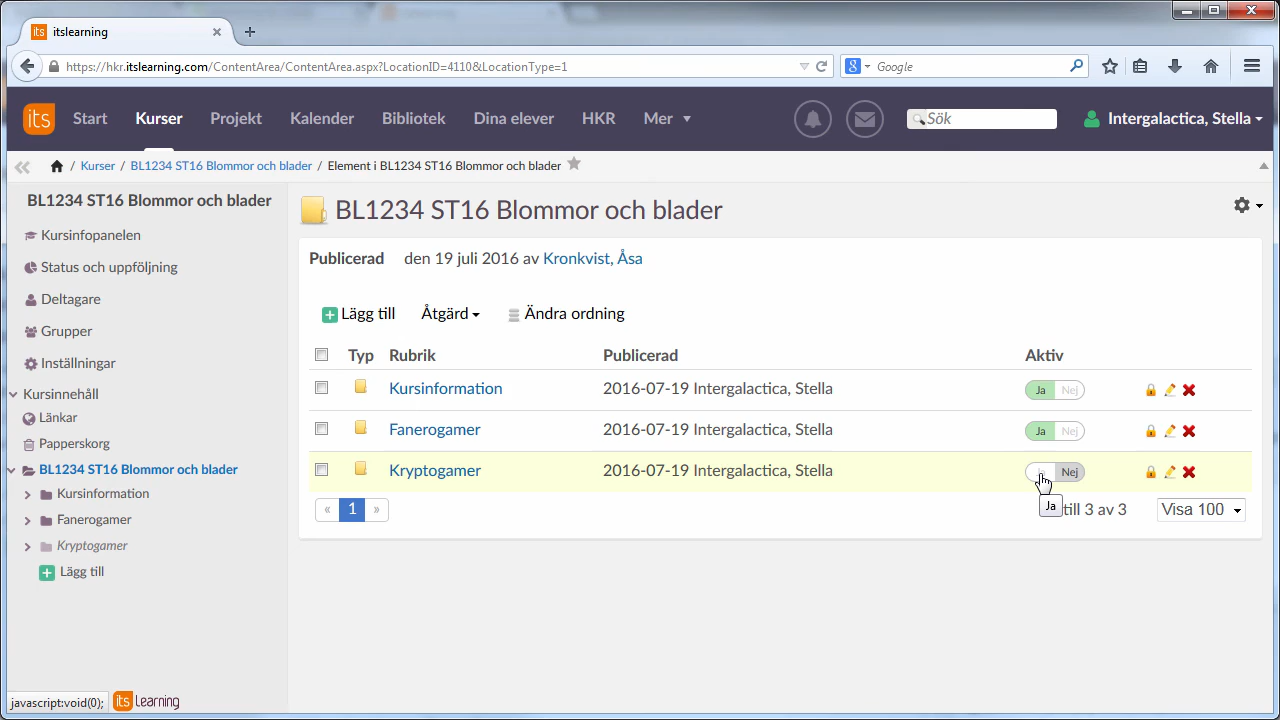 its itslearning
https://hkr.itslearning.com/ContentArea/ContentArea.aspx?LocationID=4110&LocationType=1
8 Google
its Start Kurser Projekt Kalender Bibliotek Dina elever HKR Mer Sök Intergalactica, Stella
/ Kurser / BL1234 ST16 Blommor och blader / Element i BL1234 ST16 Blommor och blader
BL1234 ST16 Blommor och blader
Kursinfopanelen
Status och uppföljning
Deltagare
Grupper
Inställningar
Kursinnehåll
Länkar
Papperskorg
BL1234 ST16 Blommor och blader
Kursinformation
Fanerogamer
Kryptogamer
Lägg till
BL1234 ST16 Blommor och blader
Publicerad den 19 juli 2016 av Kronkvist, Åsa
Lägg till Åtgärd Ändra ordning
Typ Rubrik Publicerad Aktiv
Kursinformation 2016-07-19 Intergalactica, Stella Ja Nej
Fanerogamer 2016-07-19 Intergalactica, Stella Ja Nej
Kryptogamer 2016-07-19 Intergalactica, Stella Nej
« 1 » Ja till 3 av 3 Visa 100
javascript:void(0); its learning